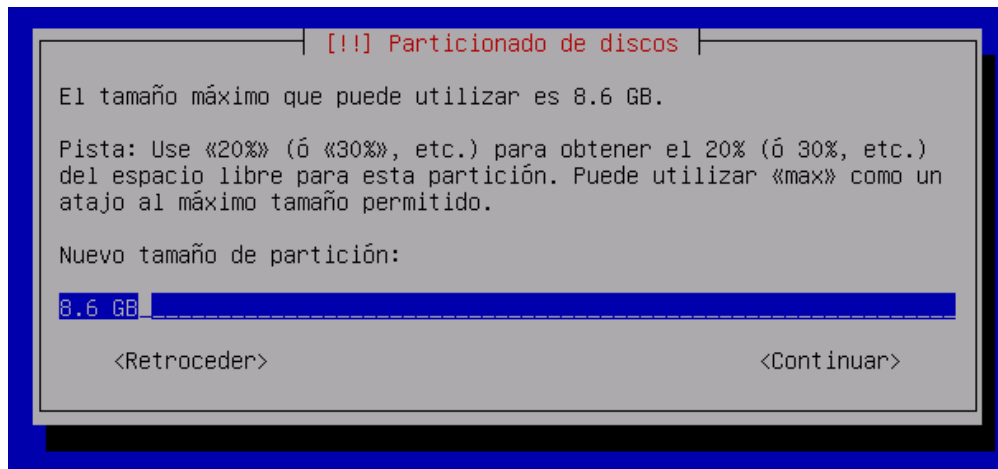 [!!] Particionado de discos
El tamaño máximo que puede utilizar es 8.6 GB.
Pista: Use «20%» (ó «30%», etc.) para obtener el 20% (ó 30%, etc.)
del espacio libre para esta partición. Puede utilizar «max» como un
atajo al máximo tamaño permitido.
Nuevo tamaño de partición:
8.6 GB
<Retroceder> <Continuar>